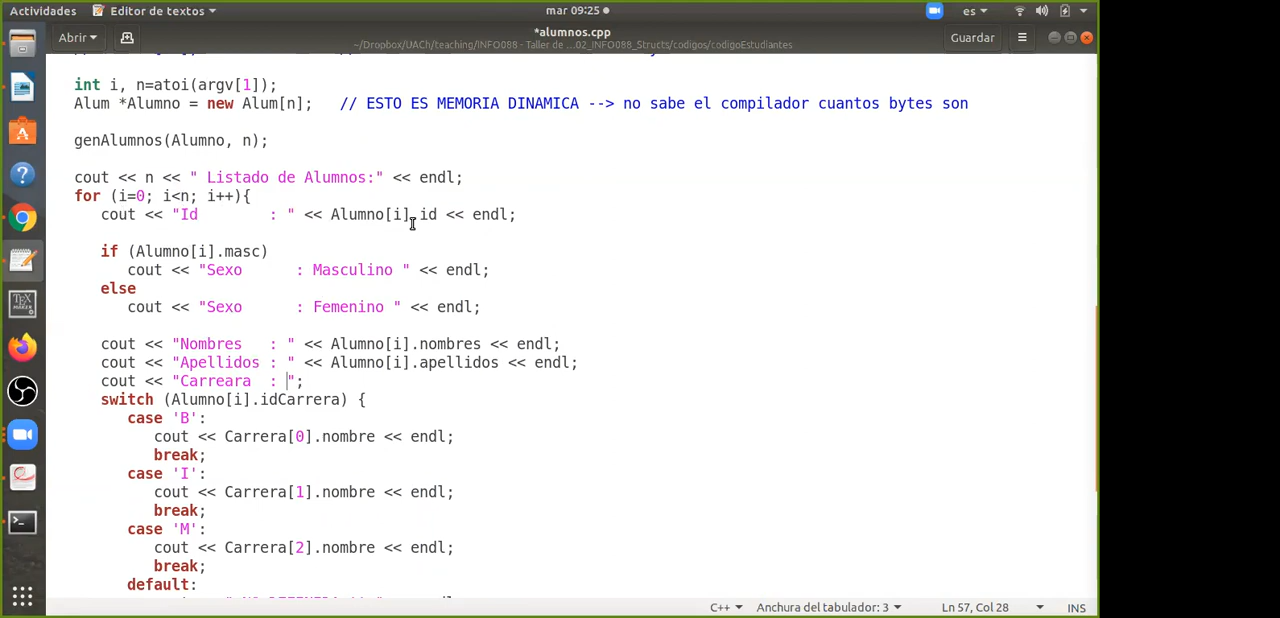 Actividades Editor de textos mar 09:25 es
Abrir *alumnos.cpp Guardar
~/Dropbox/UACh/teaching/INFO088 - Taller de ...02_INFO088_Structs/codigos/codigoEstudiantes
int i, n=atoi(argv[1]);
Alum *Alumno = new Alum[n];   // ESTO ES MEMORIA DINAMICA --> no sabe el compilador cuantos bytes son
genAlumnos(Alumno, n);
cout << n << " Listado de Alumnos:" << endl;
for (i=0; i<n; i++){
cout << "Id        : " << Alumno[i].id << endl;
if (Alumno[i].masc)
cout << "Sexo      : Masculino " << endl;
else
cout << "Sexo      : Femenino " << endl;
cout << "Nombres   : " << Alumno[i].nombres << endl;
cout << "Apellidos : " << Alumno[i].apellidos << endl;
cout << "Carreara  : ";
switch (Alumno[i].idCarrera) {
case 'B':
cout << Carrera[0].nombre << endl;
break;
case 'I':
cout << Carrera[1].nombre << endl;
break;
case 'M':
cout << Carrera[2].nombre << endl;
break;
default:
C++ Anchura del tabulador: 3 Ln 57, Col 28 INS